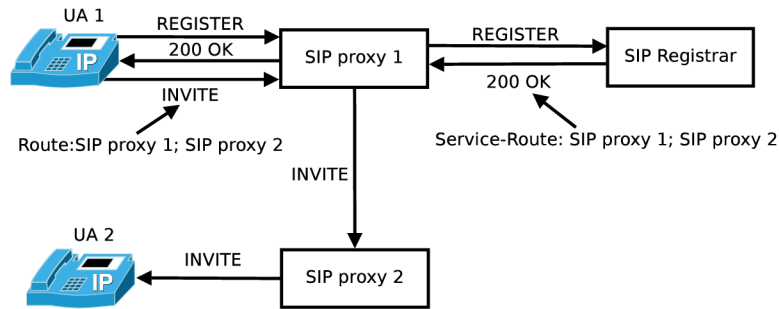 UA 1
REGISTER
200 OK
IP
INVITE
SIP proxy 1
REGISTER
200 OK
SIP Registrar
Route:SIP proxy 1; SIP proxy 2
Service-Route: SIP proxy 1; SIP proxy 2
INVITE
UA 2
IP
INVITE
SIP proxy 2